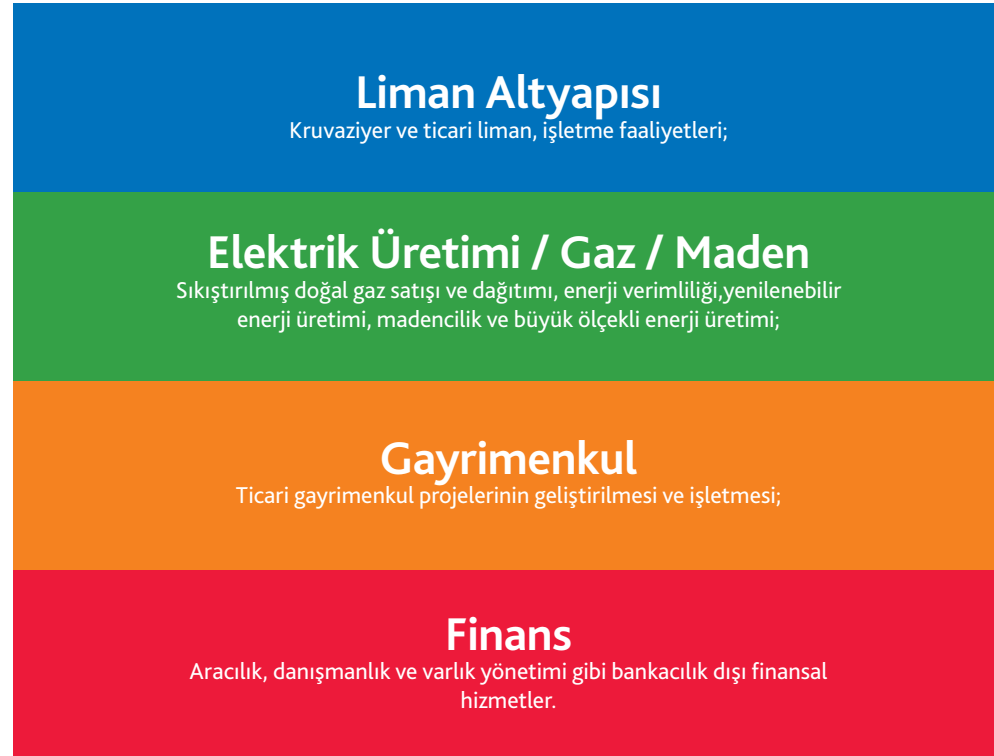 Liman Altyapısı
Kruvaziyer ve ticari liman, işletme faaliyetleri;
Elektrik Üretimi / Gaz / Maden
Sıkıştırılmış doğal gaz satışı ve dağıtımı, enerji verimliliği,yenilenebilir
enerji üretimi, madencilik ve büyük ölçekli enerji üretimi;
Gayrimenkul
Ticari gayrimenkul projelerinin geliştirilmesi ve işletmesi;
Finans
Aracılık, danışmanlık ve varlık yönetimi gibi bankacılık dışı finansal
hizmetler.